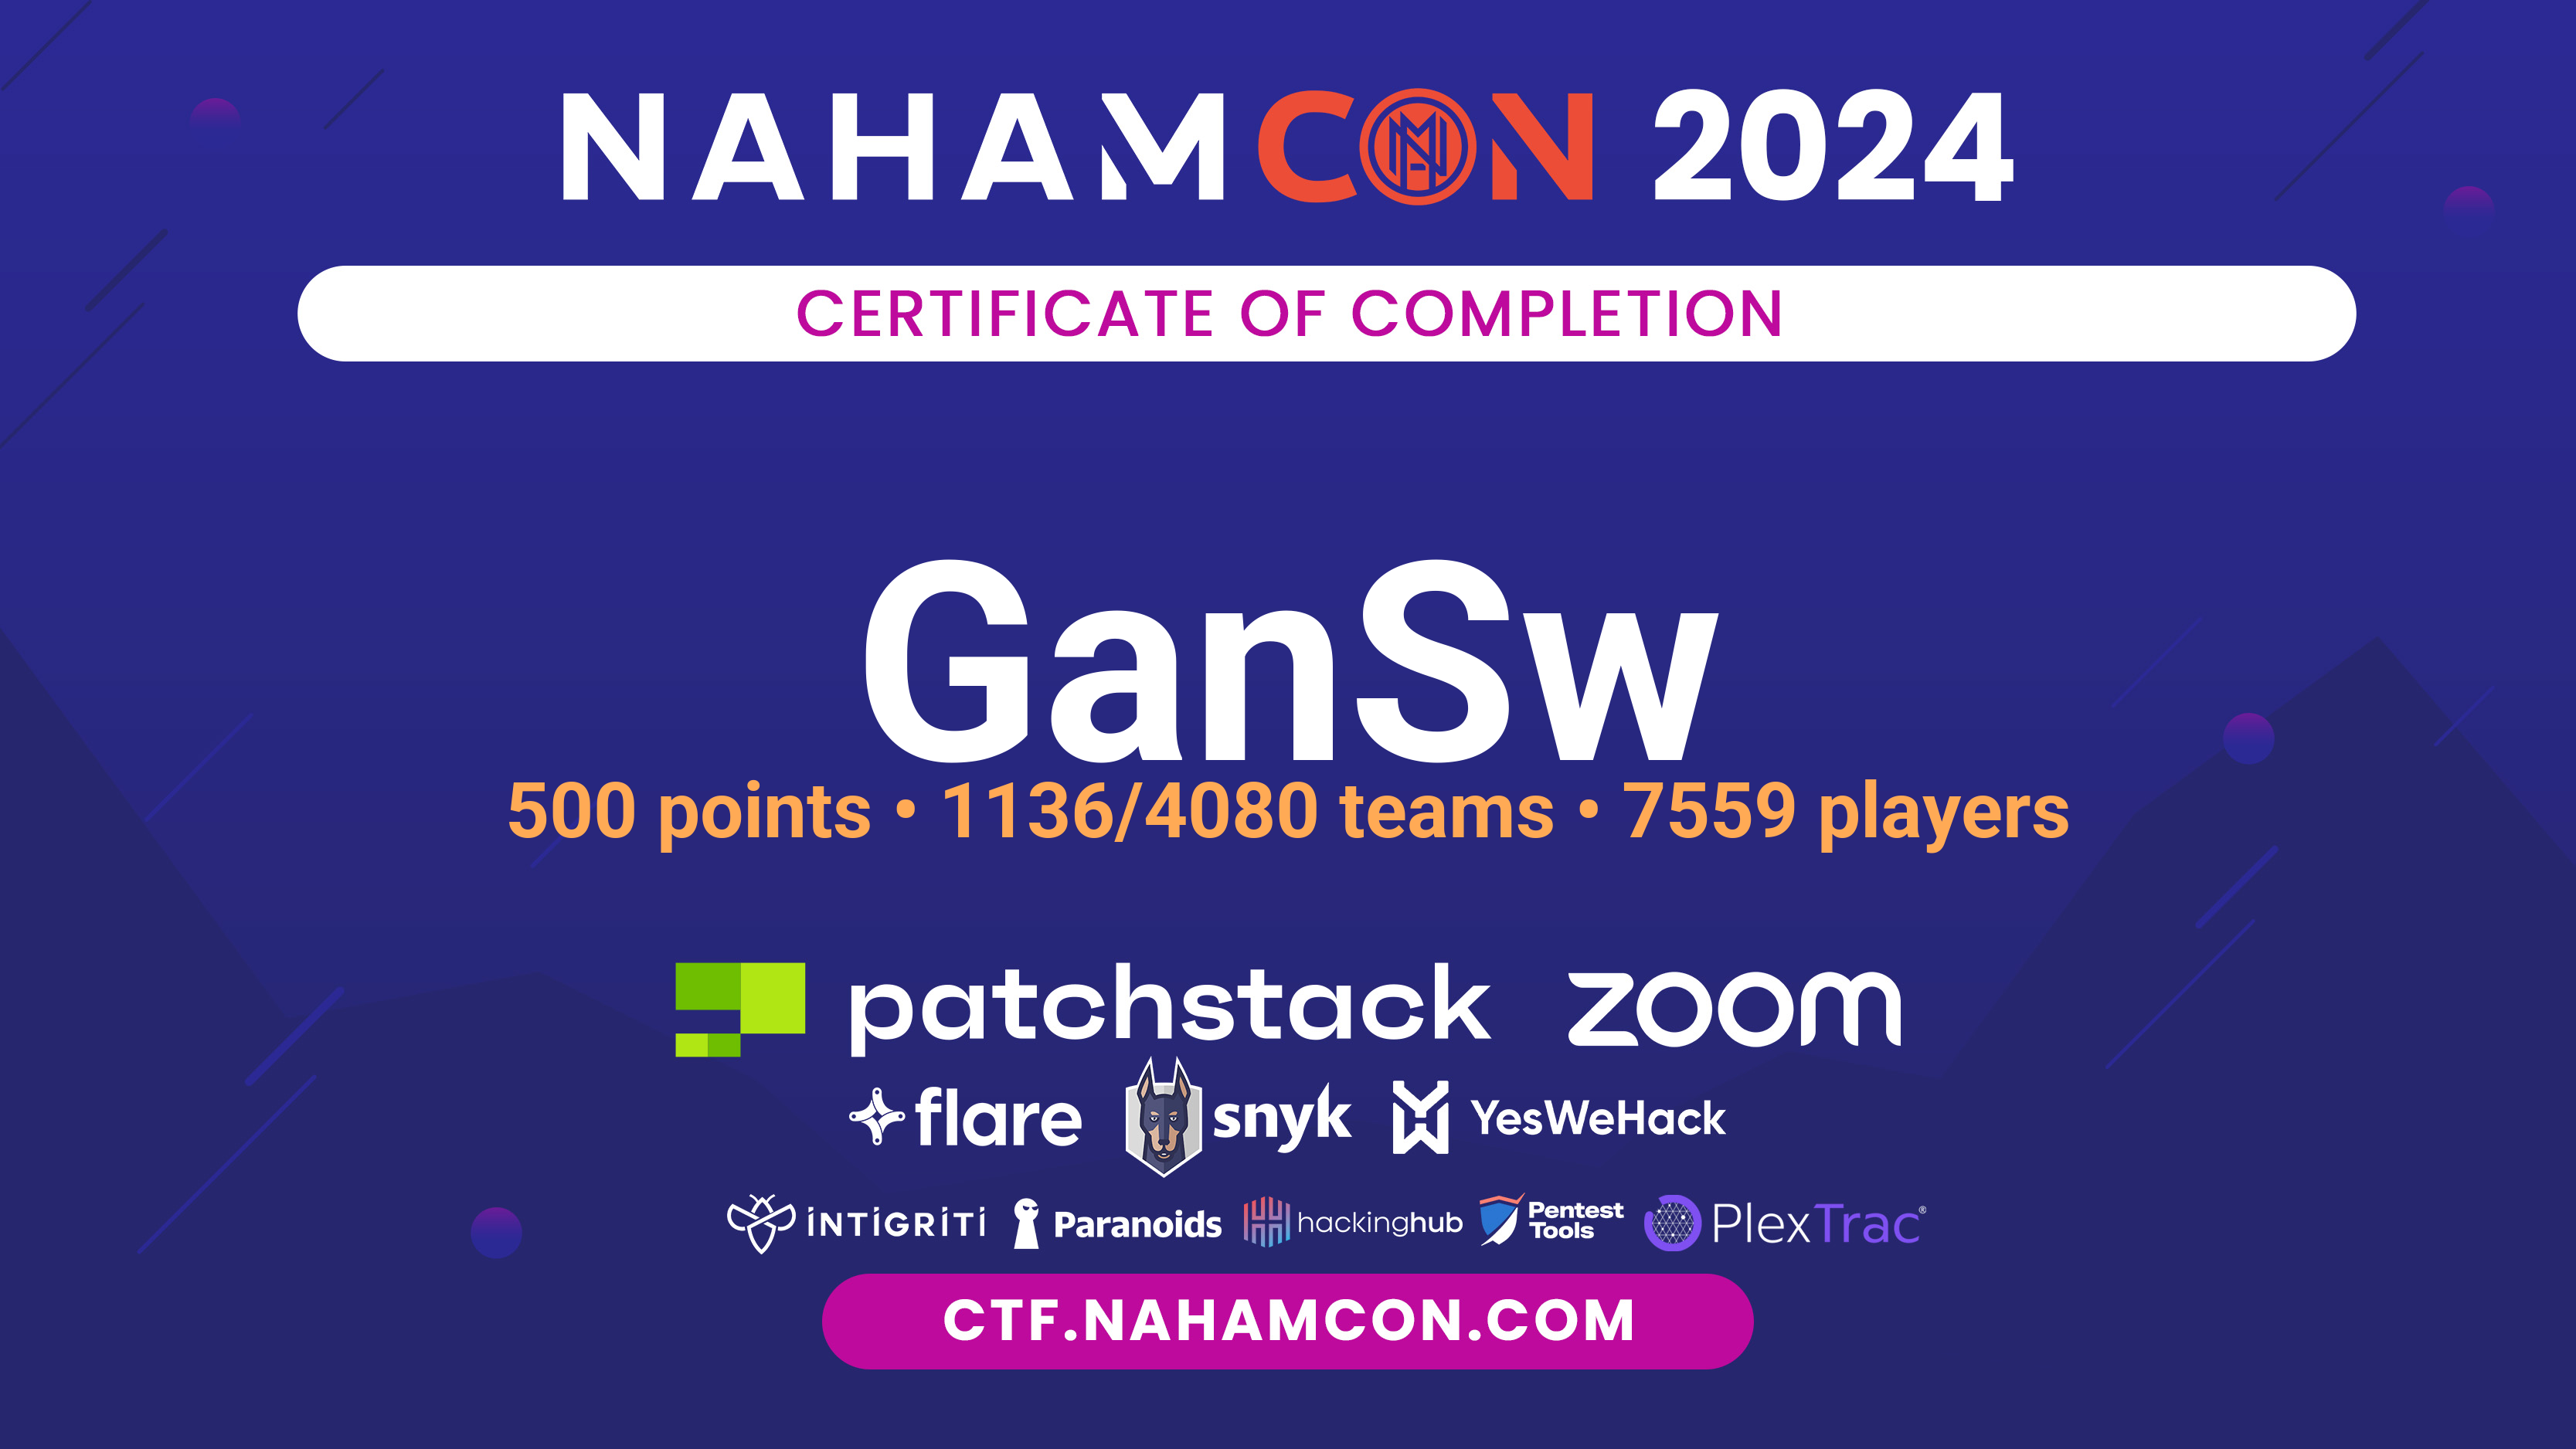 NAHAMCON 2024
CERTIFICATE OF COMPLETION
GanSw
500 points • 1136/4080 teams • 7559 players
patchstack zoom
flare snyk YesWeHack
INTIGRITI Paranoids hackinghub Pentest Tools PlexTrac®
CTF.NAHAMCON.COM